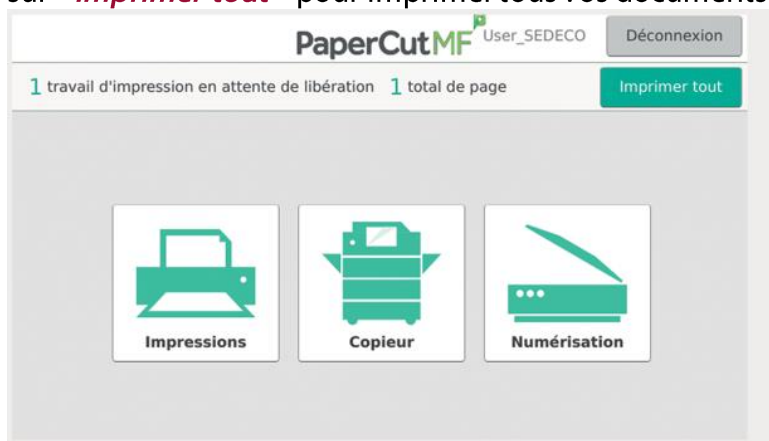 sur "Imprimer tout" pour imprimer tous vos documents
PaperCutMF User_SEDECO Déconnexion
1 travail d'impression en attente de libération 1 total de page Imprimer tout
Impressions Copieur Numérisation